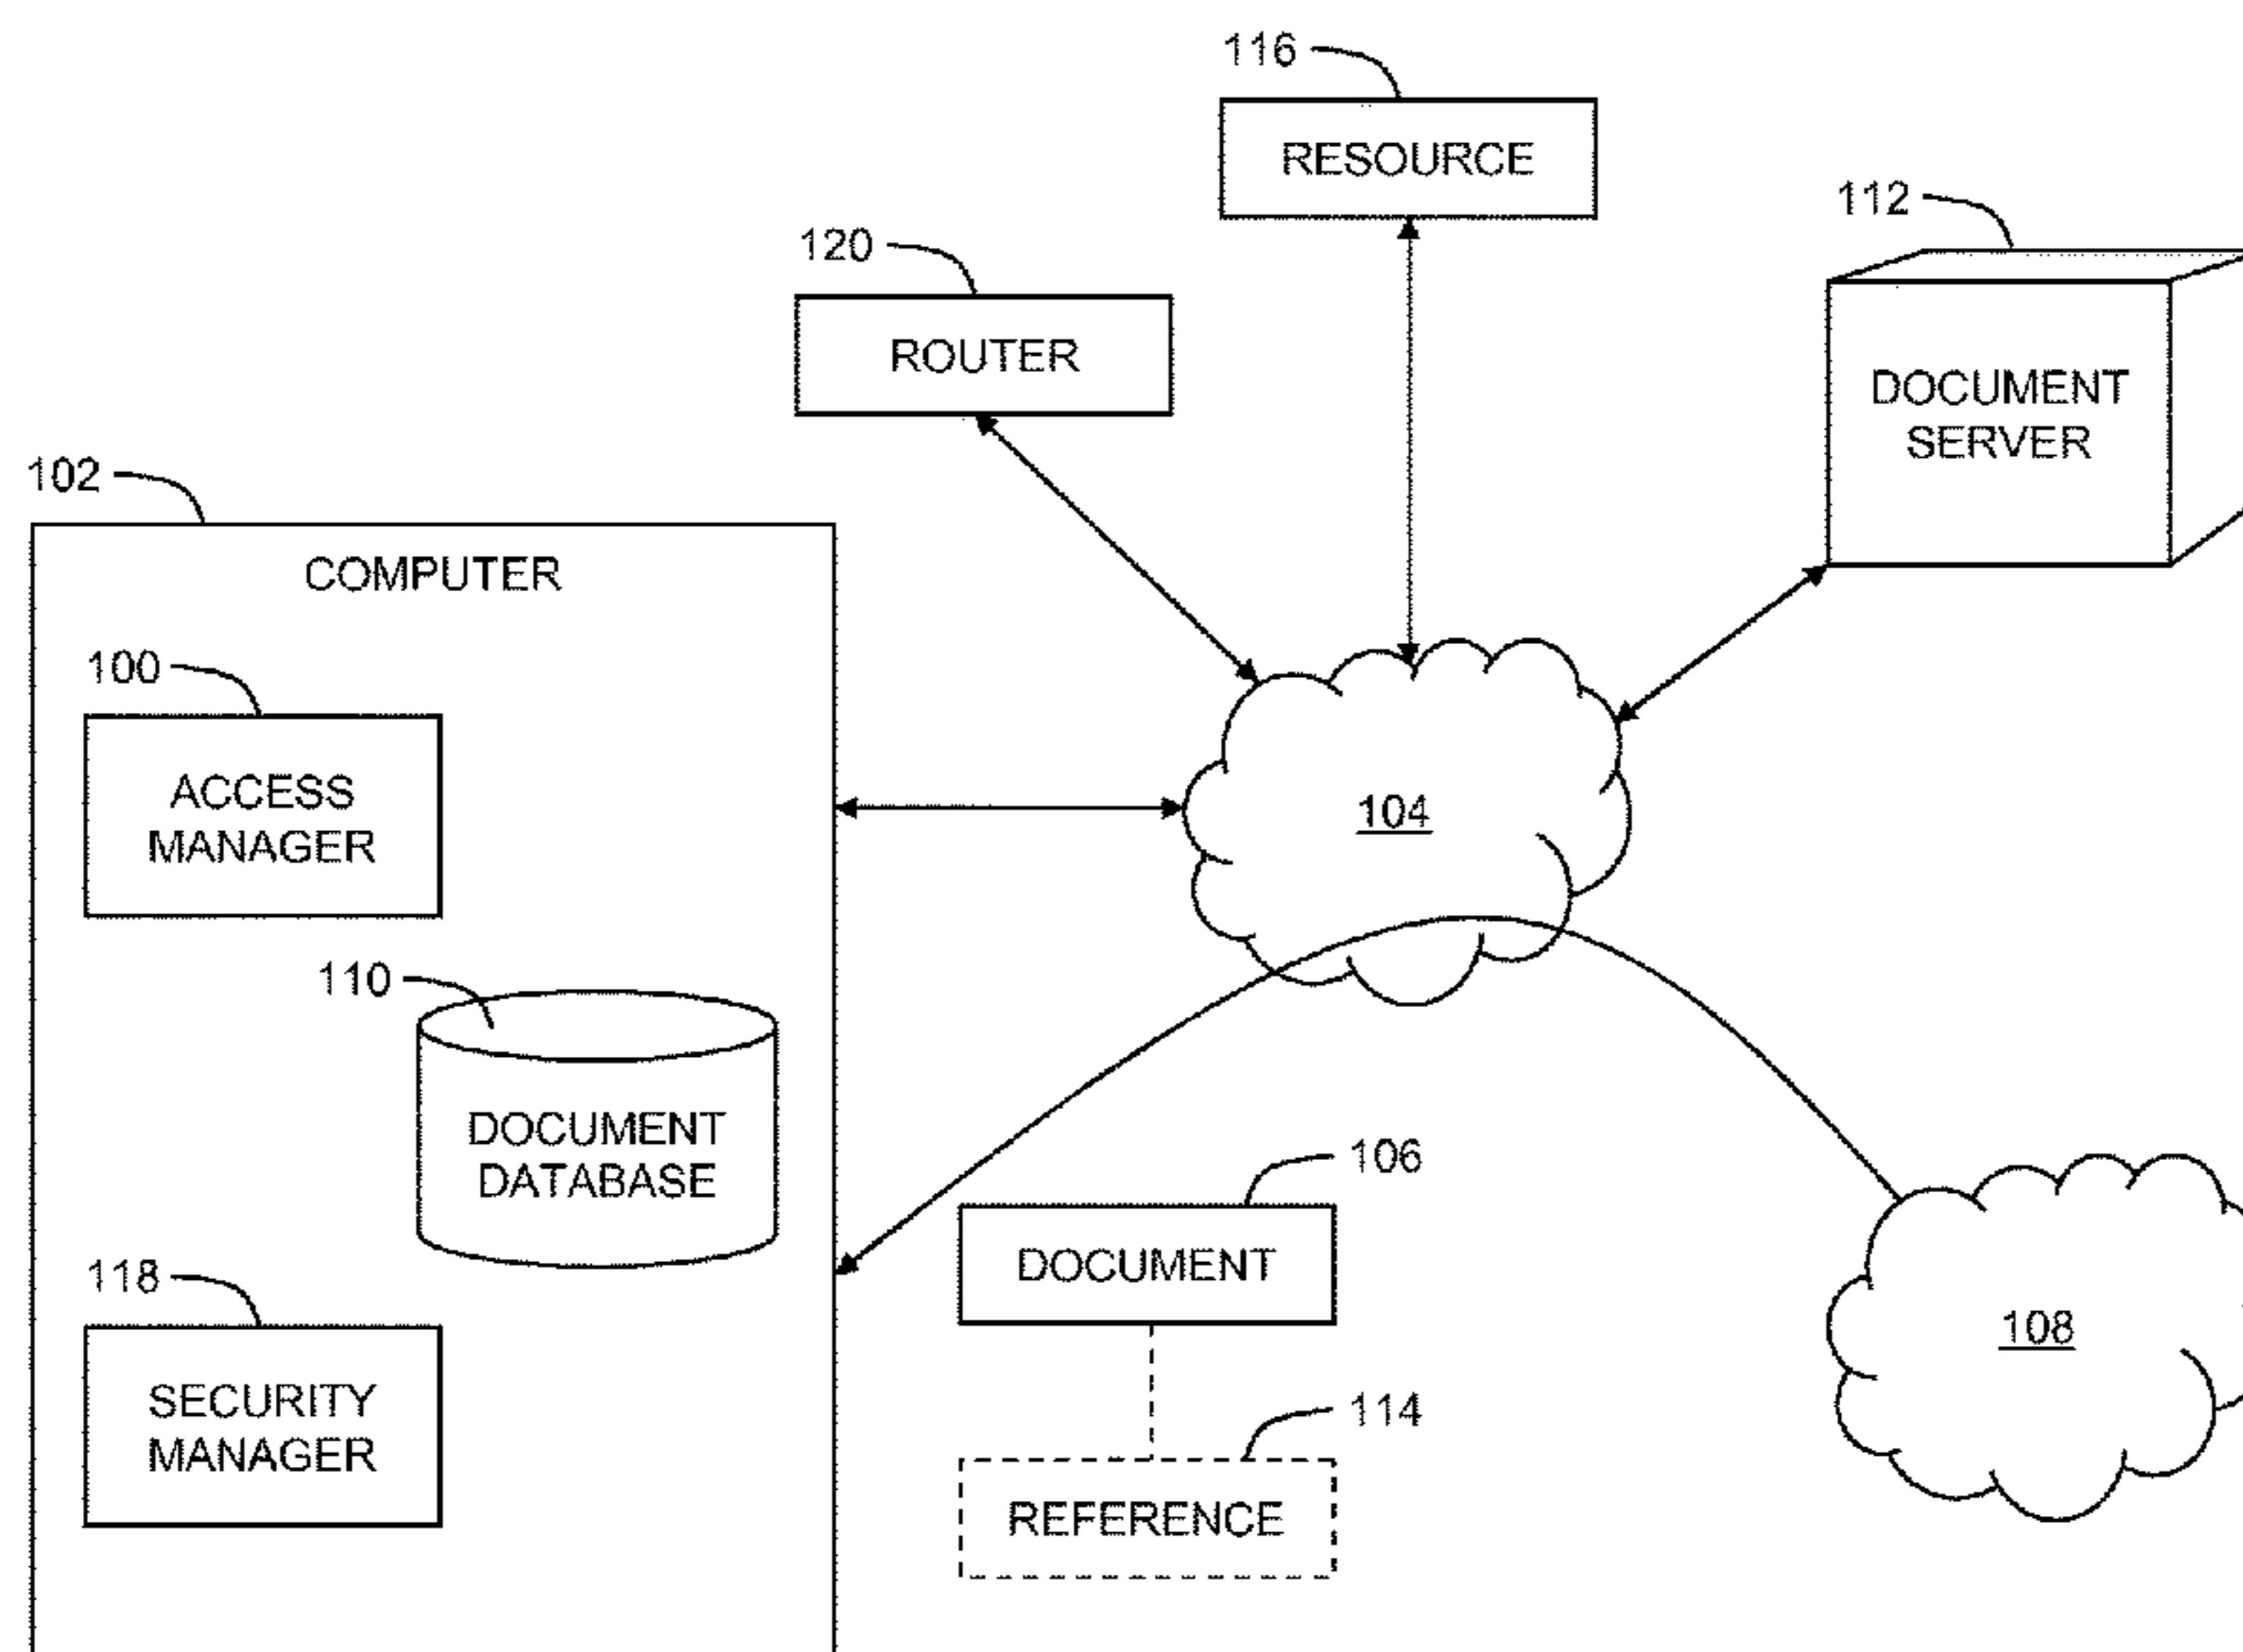 116
RESOURCE
112
120
ROUTER
DOCUMENT
SERVER
102
COMPUTER
100
ACCESS
MANAGER
104
110
DOCUMENT
DATABASE
106
DOCUMENT
118
SECURITY
MANAGER
108
114
REFERENCE